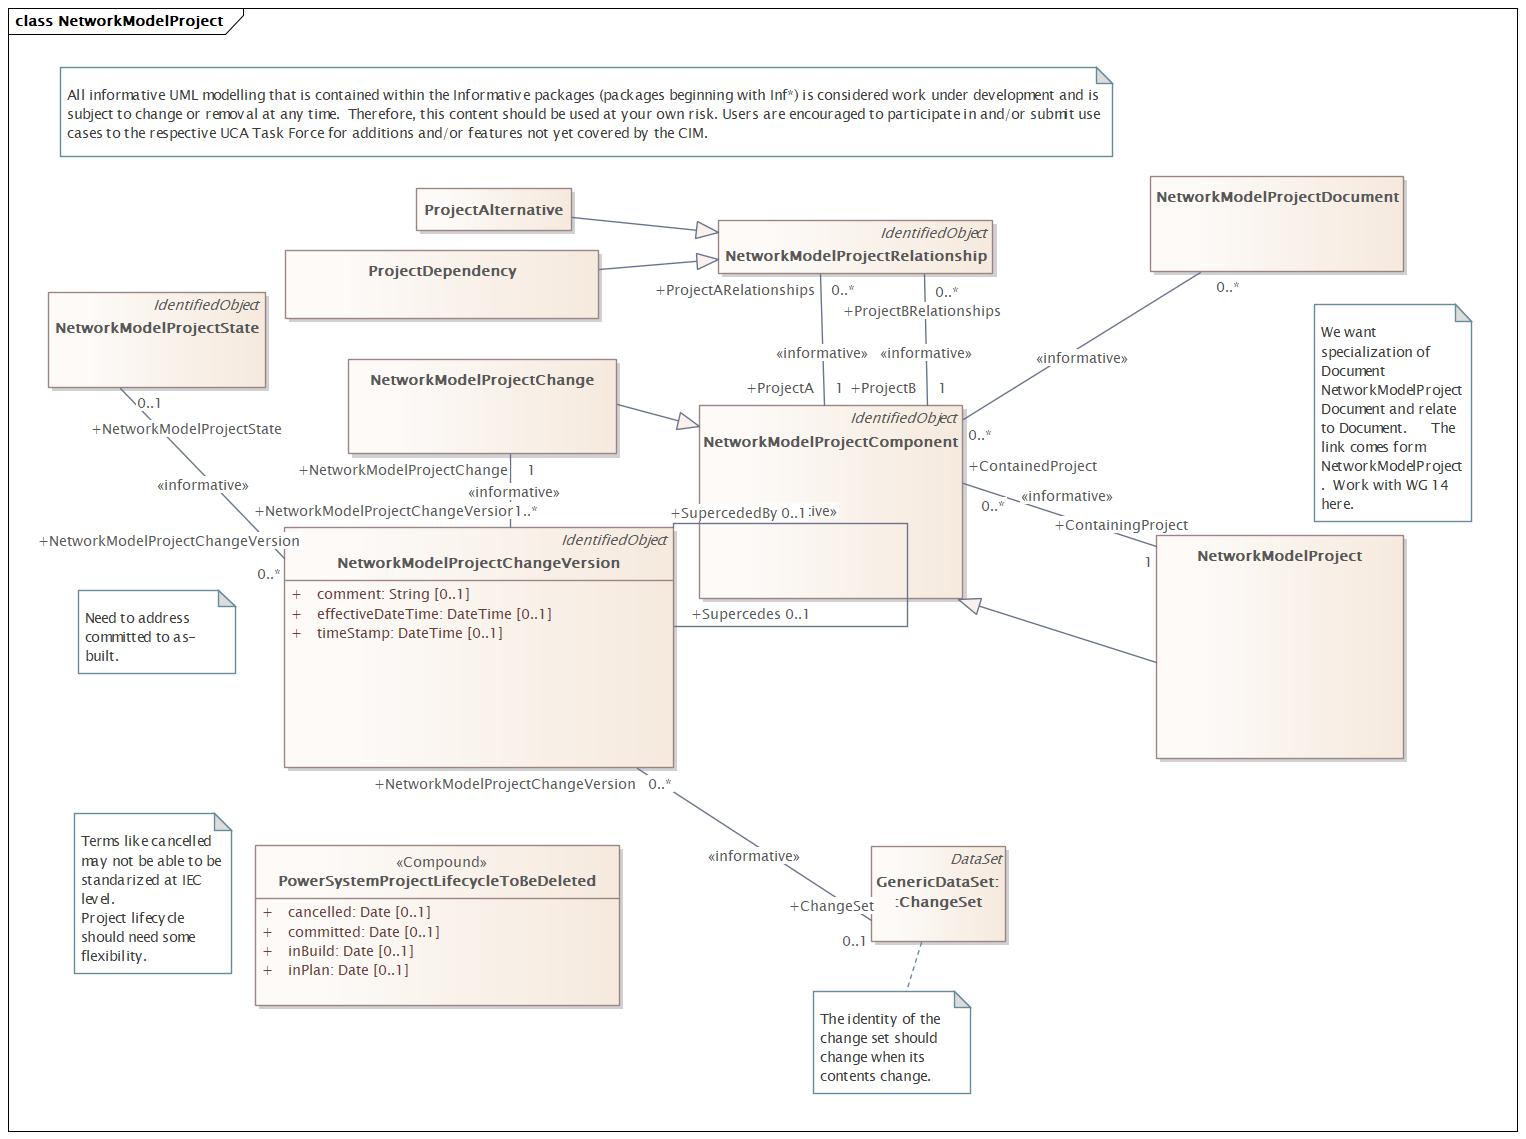 class NetworkModelProject
All informative UML modelling that is contained within the Informative packages (packages beginning with Inf*) is considered work under development and is
subject to change or removal at any time. Therefore, this content should be used at your own risk. Users are encouraged to participate in and/or submit use
cases to the respective UCA Task Force for additions and/or features not yet covered by the CIM.
ProjectAlternative
NetworkModelProjectDocument
IdentifiedObject
NetworkModelProjectRelationship
ProjectDependency
+ProjectARelationships 0..*
0..*
+ProjectBRelationships
0..*
IdentifiedObject
NetworkModelProjectState
We want
specialization of
Document
NetworkModelProject
Document and relate
to Document. The
link comes form
NetworkModelProject
. Work with WG 14
here.
«informative» «informative»
«informative»
NetworkModelProjectChange
+ProjectA 1 +ProjectB 1
0..1
+NetworkModelProjectState
IdentifiedObject
NetworkModelProjectComponent
0..*
+NetworkModelProjectChange 1
+ContainedProject
«informative»
«informative»
«informative»
0..*
+NetworkModelProjectChangeVersion 1..*
+SupercededBy 0..1 :ive»
+ContainingProject
1
+NetworkModelProjectChangeVersion
0..*
IdentifiedObject
NetworkModelProjectChangeVersion
+ comment: String [0..1]
+ effectiveDateTime: DateTime [0..1]
+ timeStamp: DateTime [0..1]
+Supercedes 0..1
NetworkModelProject
Need to address
committed to as-
built.
+NetworkModelProjectChangeVersion 0..*
Terms like cancelled
may not be able to be
standarized at IEC
level.
Project lifecycle
should need some
flexibility.
«Compound»
PowerSystemProjectLifecycleToBeDeleted
+ cancelled: Date [0..1]
+ committed: Date [0..1]
+ inBuild: Date [0..1]
+ inPlan: Date [0..1]
«informative»
DataSet
GenericDataSet:
:ChangeSet
+ChangeSet
0..1
The identity of the
change set should
change when its
contents change.